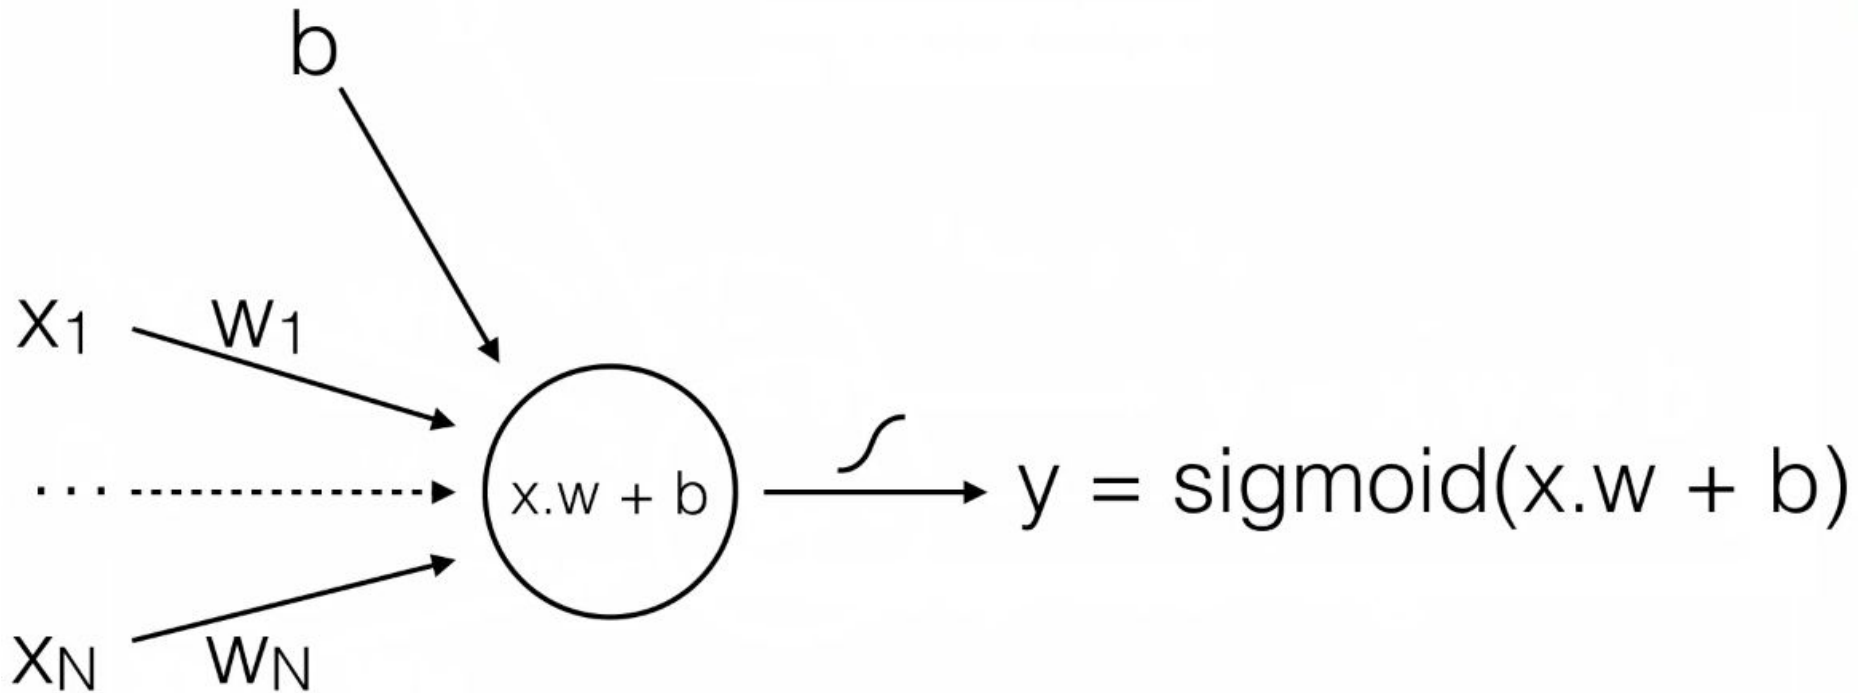 b
x1 w1
... x.w + b y = sigmoid(x.w + b)
xN wN